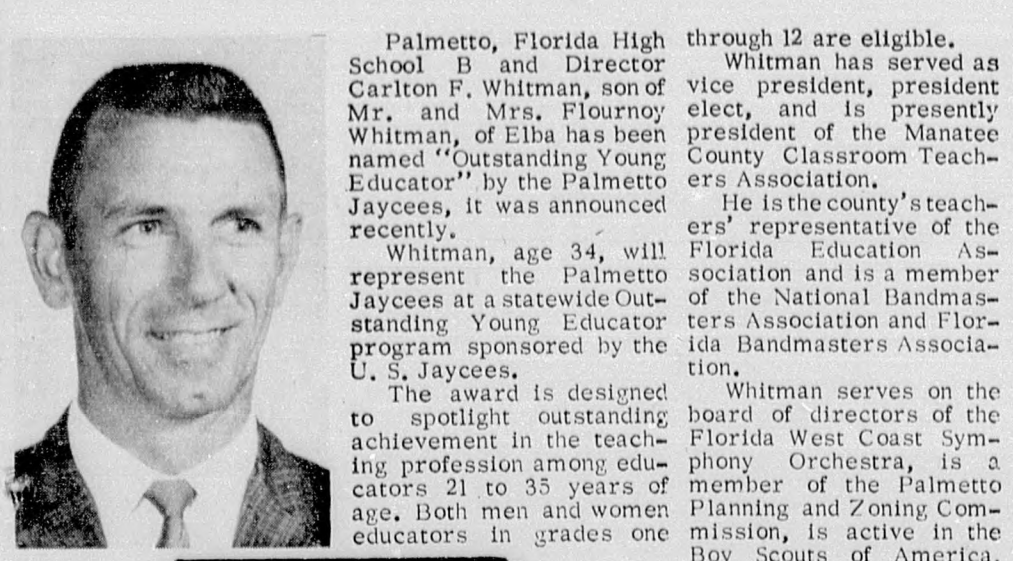 Palmetto, Florida High
School B and Director
Carlton F. Whitman, son of
Mr. and Mrs. Flournoy
Whitman, of Elba has been
named "Outstanding Young
Educator" by the Palmetto
Jaycees, it was announced
recently.
Whitman, age 34, will
represent the Palmetto
Jaycees at a statewide Out-
standing Young Educator
program sponsored by the
U. S. Jaycees.
The award is designed
to spotlight outstanding
achievement in the teach-
ing profession among edu-
cators 21 to 35 years of
age. Both men and women
educators in grades one
through 12 are eligible.
Whitman has served as
vice president, president
elect, and is presently
president of the Manatee
County Classroom Teach-
ers Association.
He is the county's teach-
ers' representative of the
Florida Education As-
sociation and is a member
of the National Bandmas-
ters Association and Flor-
ida Bandmasters Associa-
tion.
Whitman serves on the
board of directors of the
Florida West Coast Sym-
phony Orchestra, is a
member of the Palmetto
Planning and Zoning Com-
mission, is active in the
Boy Scouts of America,